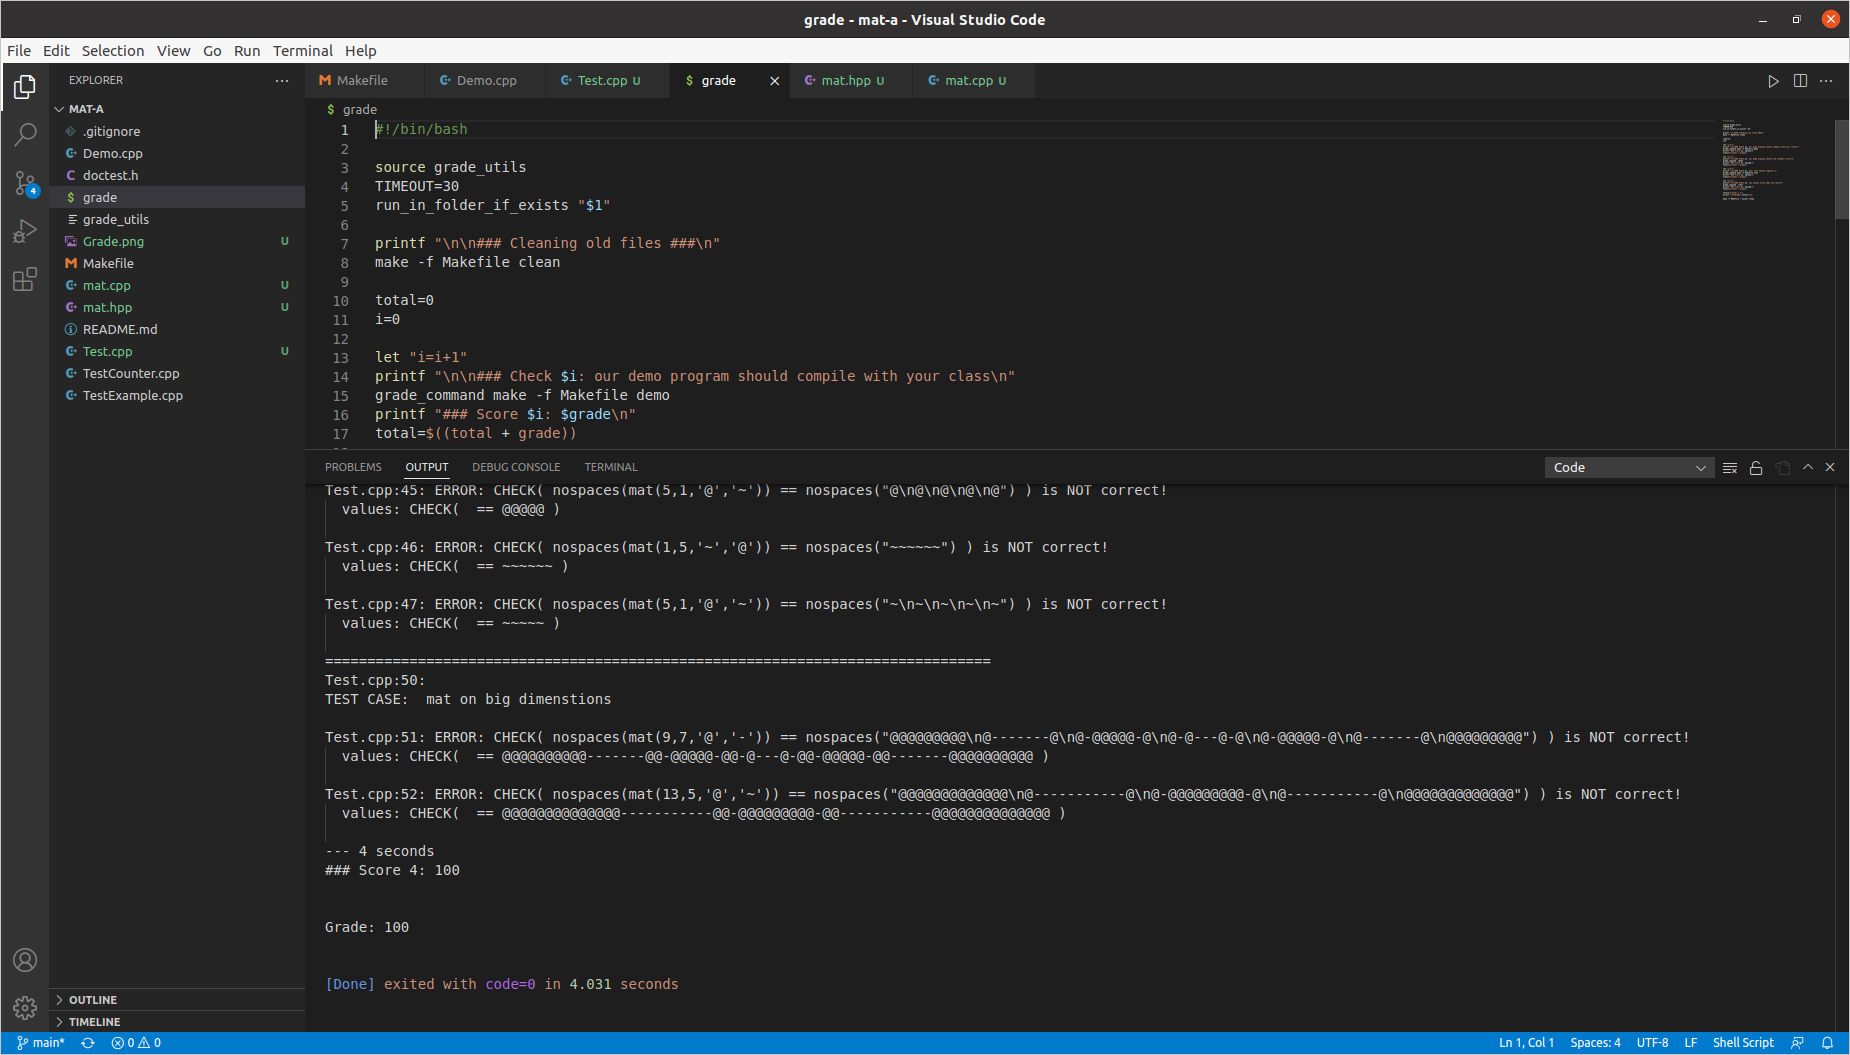 grade - mat-a - Visual Studio Code
File Edit Selection View Go Run Terminal Help
EXPLORER
MAT-A
.gitignore
Demo.cpp
doctest.h
grade
grade_utils
Grade.png U
Makefile
mat.cpp U
mat.hpp U
README.md
Test.cpp U
TestCounter.cpp
TestExample.cpp
OUTLINE
TIMELINE
4
Makefile Demo.cpp Test.cpp U grade mat.hpp U mat.cpp U
$ grade
1 #!/bin/bash
2
3 source grade_utils
4 TIMEOUT=30
5 run_in_folder_if_exists "$1"
6
7 printf "\n\n### Cleaning old files ###\n"
8 make -f Makefile clean
9
10 total=0
11 i=0
12
13 let "i=i+1"
14 printf "\n\n### Check $i: our demo program should compile with your class\n"
15 grade_command make -f Makefile demo
16 printf "### Score $i: $grade\n"
17 total=$((total + grade))
PROBLEMS OUTPUT DEBUG CONSOLE TERMINAL Code
Test.cpp:45: ERROR: CHECK( nospaces(mat(5,1,'@','~')) == nospaces("@\n@\n@\n@\n@") ) is NOT correct!
values: CHECK(  == @@@@@ )
Test.cpp:46: ERROR: CHECK( nospaces(mat(1,5,'~','@')) == nospaces("~~~~~~") ) is NOT correct!
values: CHECK(  == ~~~~~~ )
Test.cpp:47: ERROR: CHECK( nospaces(mat(5,1,'@','~')) == nospaces("~\n~\n~\n~\n~") ) is NOT correct!
values: CHECK(  == ~~~~~ )
===============================================================================
Test.cpp:50:
TEST CASE:  mat on big dimenstions
Test.cpp:51: ERROR: CHECK( nospaces(mat(9,7,'@','-')) == nospaces("@@@@@@@@@\n@-------@\n@-@@@@@-@\n@-@---@-@\n@-@@@@@-@\n@-------@\n@@@@@@@@@") ) is NOT correct!
values: CHECK(  == @@@@@@@@@@-------@@-@@@@@-@@-@---@-@@-@@@@@-@@-------@@@@@@@@@@ )
Test.cpp:52: ERROR: CHECK( nospaces(mat(13,5,'@','~')) == nospaces("@@@@@@@@@@@@@\n@-----------@\n@-@@@@@@@@@-@\n@-----------@\n@@@@@@@@@@@@@") ) is NOT correct!
values: CHECK(  == @@@@@@@@@@@@@@-----------@@-@@@@@@@@@-@@-----------@@@@@@@@@@@@@@ )
--- 4 seconds
### Score 4: 100
Grade: 100
[Done] exited with code=0 in 4.031 seconds
main* 0 0 Ln 1, Col 1 Spaces: 4 UTF-8 LF Shell Script